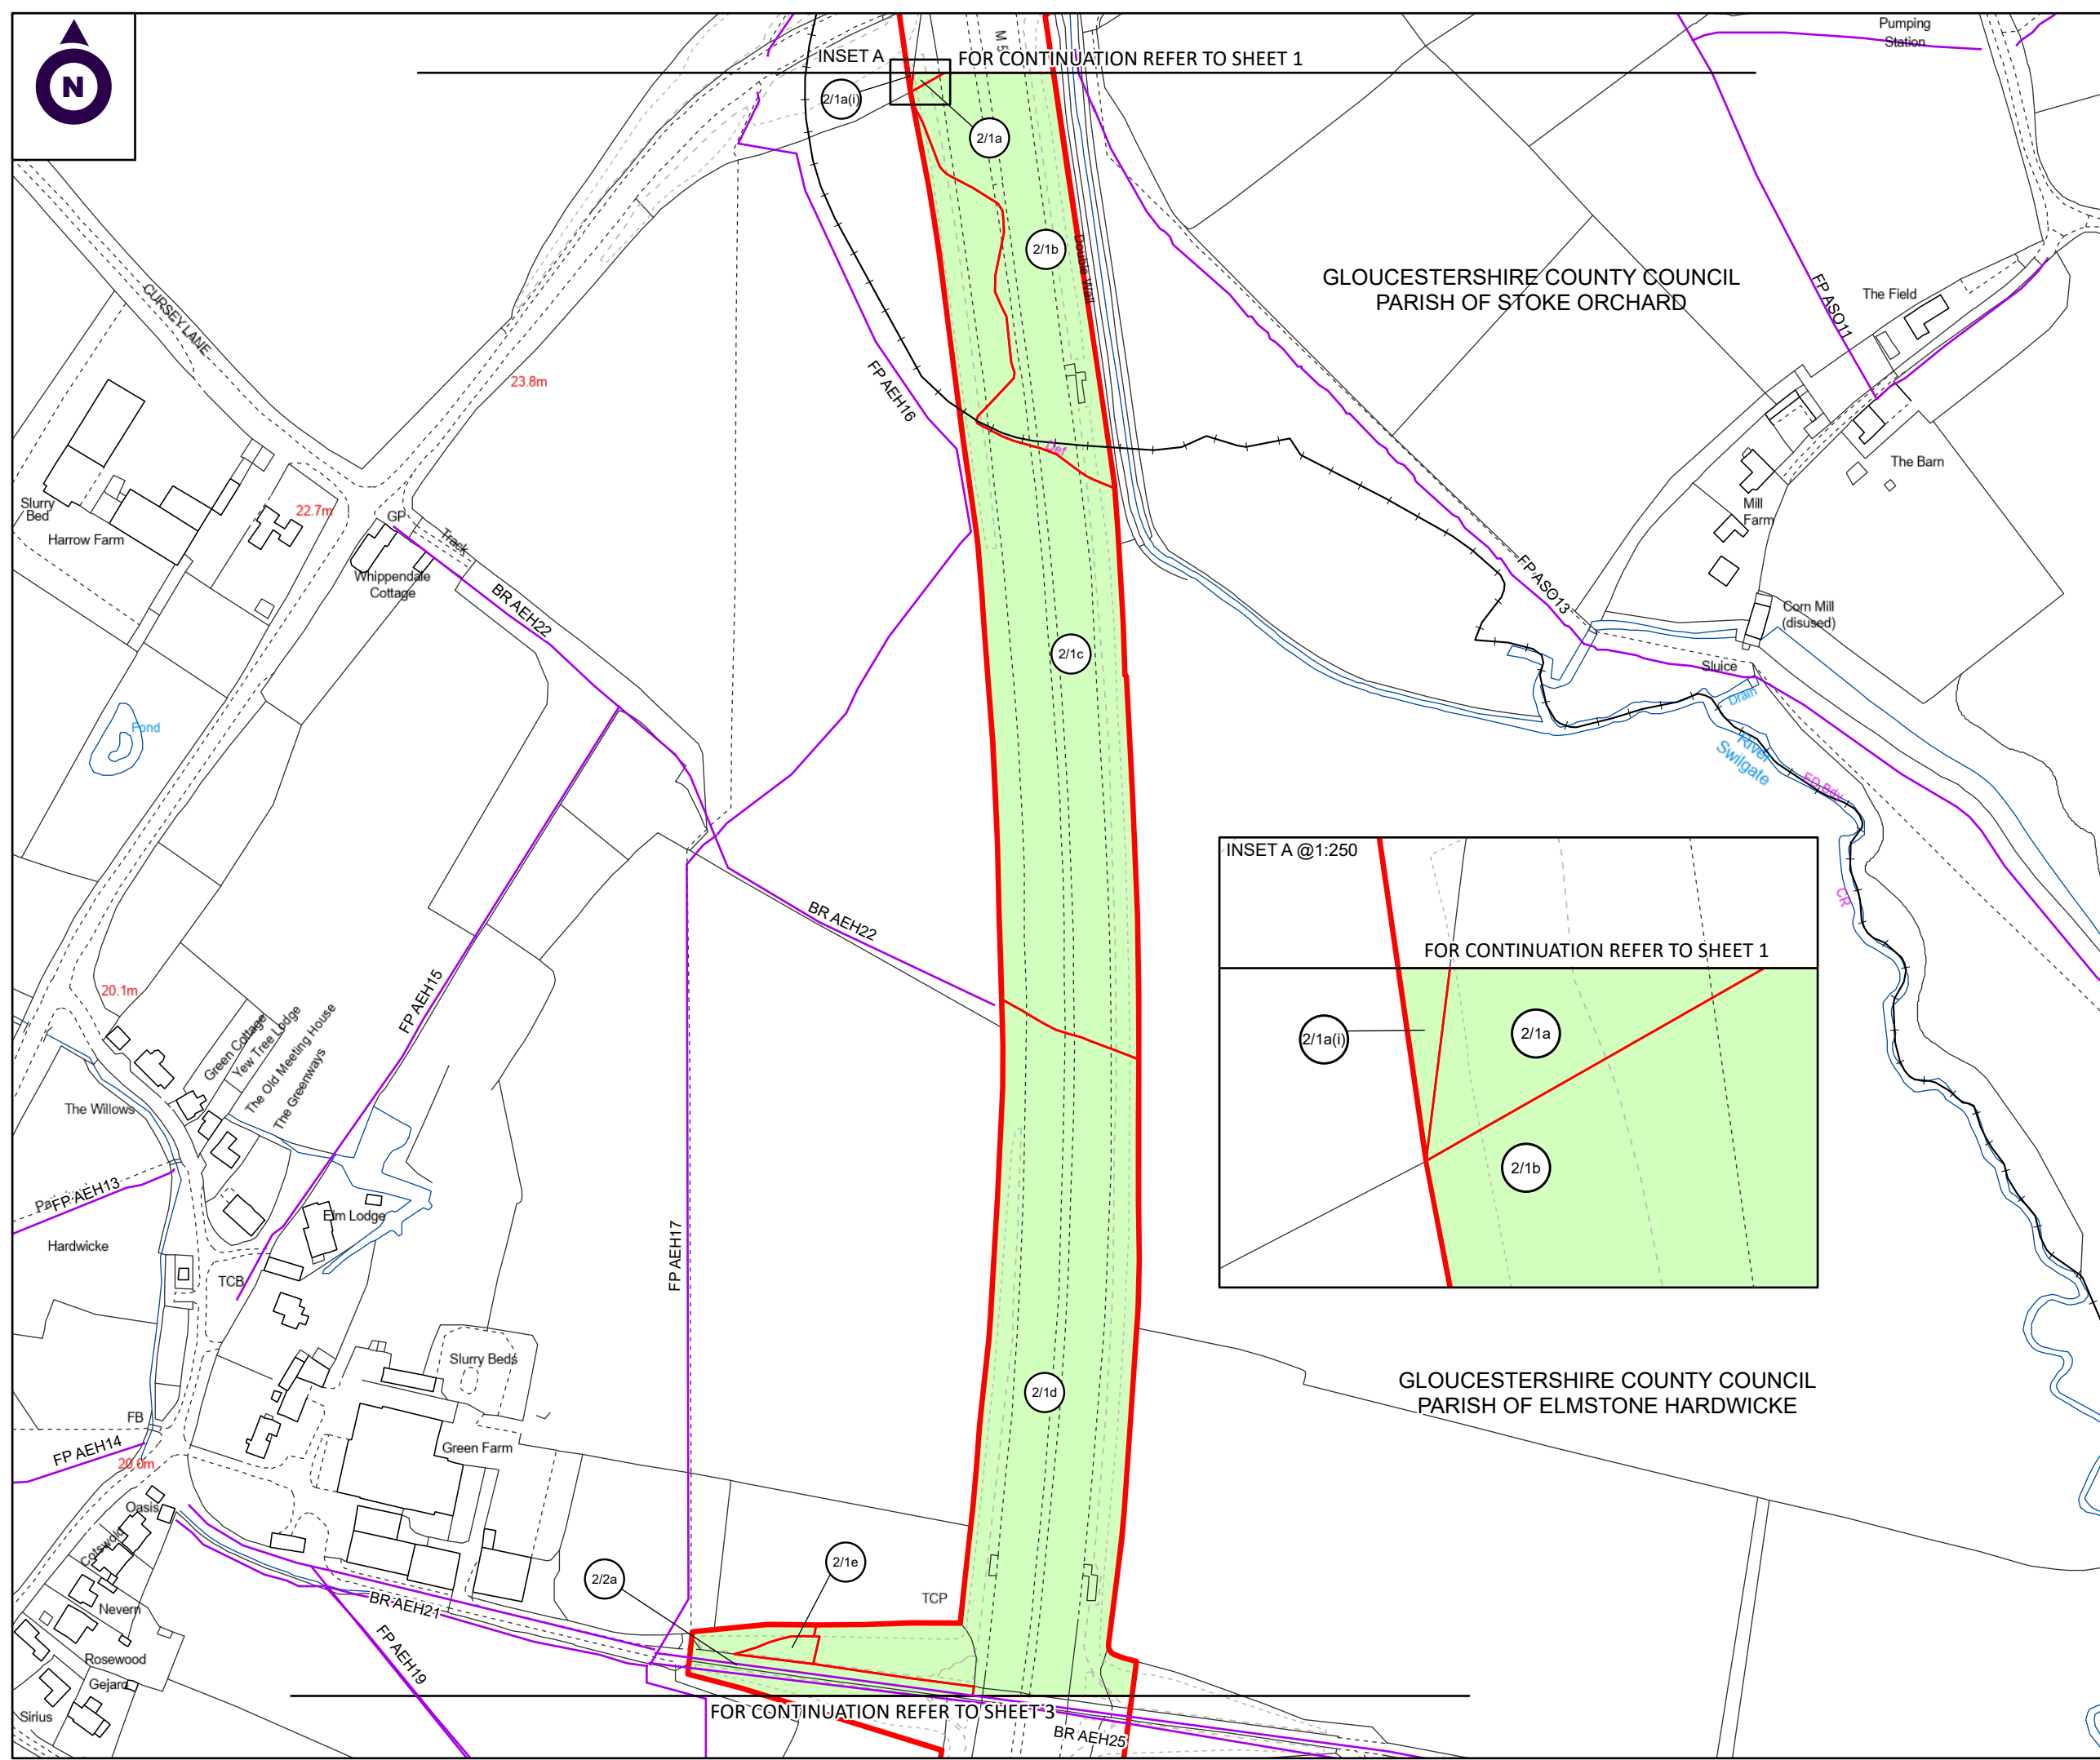 N
Pumping
Station
M 5
INSET A
FOR CONTINUATION REFER TO SHEET 1
2/1a(i)
2/1a
2/1b
Double Wall
GLOUCESTERSHIRE COUNTY COUNCIL
PARISH OF STOKE ORCHARD
FP ASO11
The Field
CURSEY LANE
23.8m
FP AEH16
Def
The Barn
Slurry
Bed
Harrow Farm
22.7m
GP
Track
Whippendale
Cottage
BR AEH22
Mill
Farm
FP ASO13
Corn Mill
(disused)
2/1c
Sluice
Drain
River
Swilgate
ED Bdy
Pond
CR
INSET A @1:250
FOR CONTINUATION REFER TO SHEET 1
2/1a(i)
2/1a
2/1b
BR AEH22
FP AEH15
20.1m
Green Cottage
Yew Tree Lodge
The Old Meeting House
The Greenways
The Willows
FP AEH13
Elm Lodge
Hardwicke
TCB
FP AEH17
Slurry Beds
2/1d
GLOUCESTERSHIRE COUNTY COUNCIL
PARISH OF ELMSTONE HARDWICKE
FB
FP AEH14
20.0m
Green Farm
Oasis
Cotswold
2/2a
2/1e
TCP
Nevern
BR AEH21
FP AEH19
Rosewood
Gejard
Sirius
FOR CONTINUATION REFER TO SHEET 3
BR AEH25